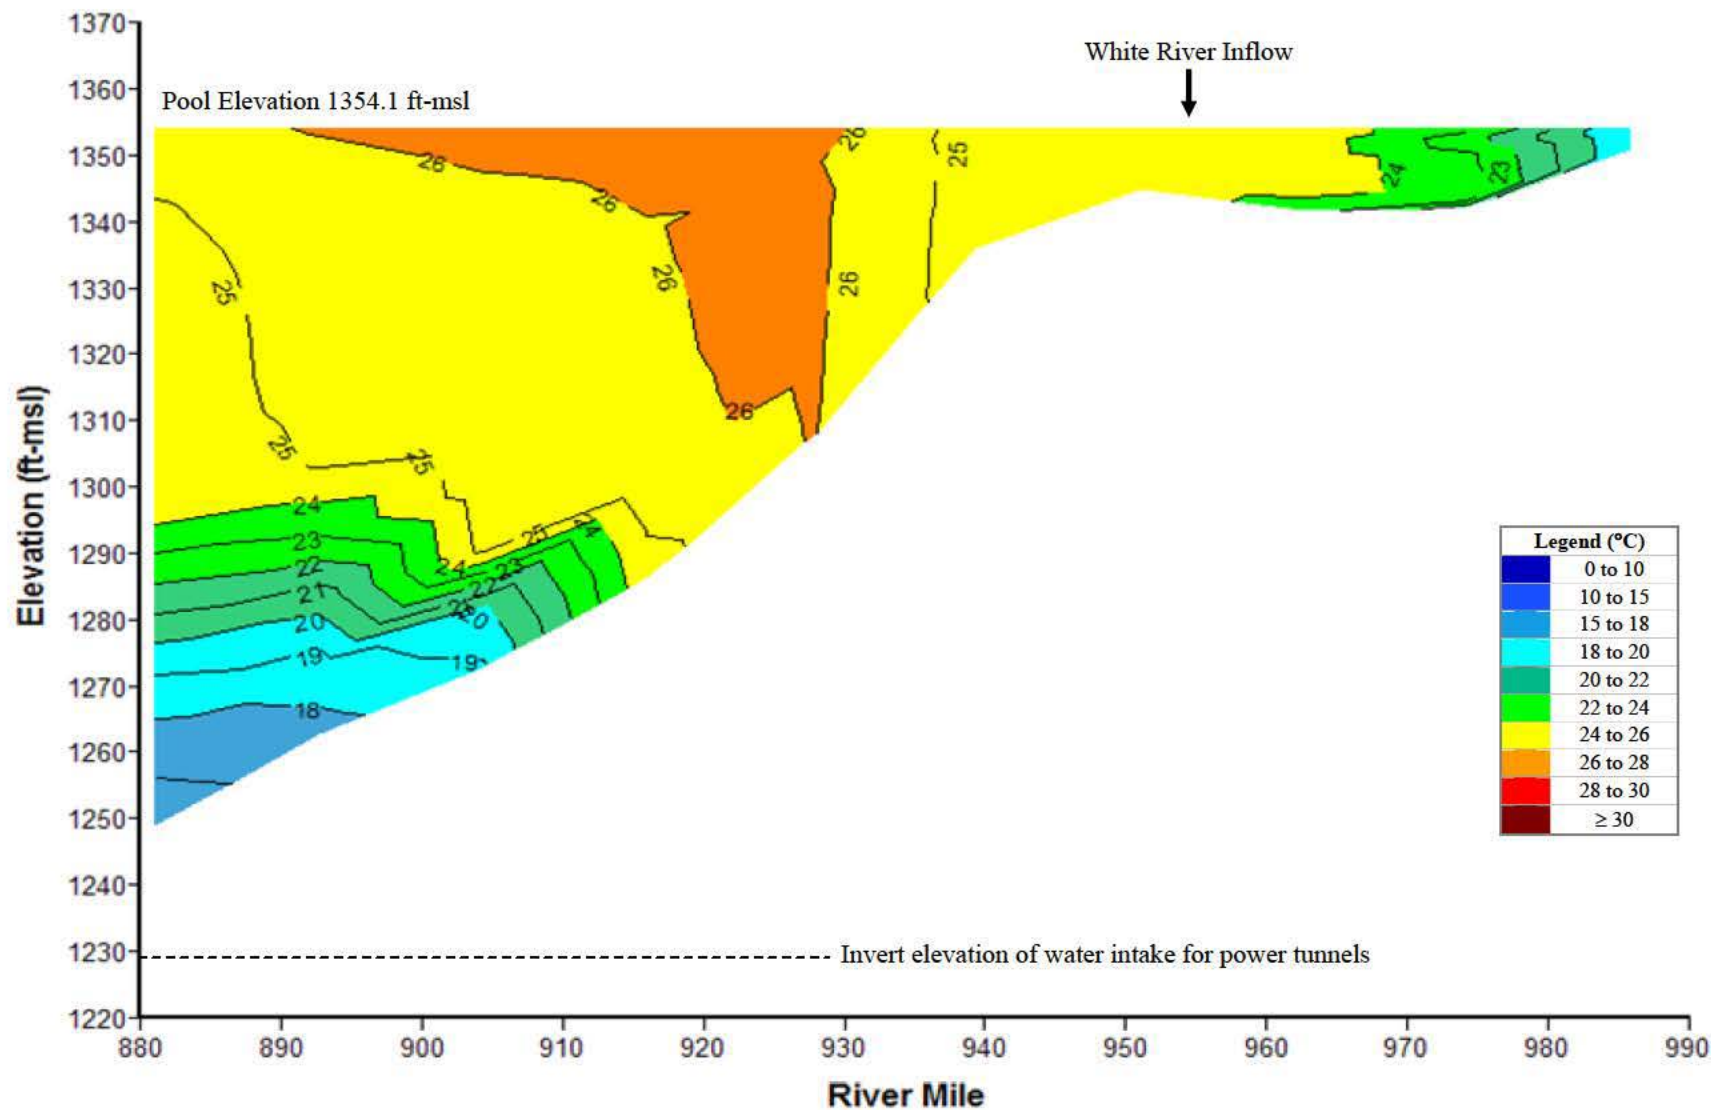 1370
White River Inflow
1360
Pool Elevation 1354.1 ft-msl
1350
26
26
25
24
23
1340
26
1330
25
26
26
1320
1310
26
25
25
1300
24
25
24
1290
23
24
23
22
22
1280
21
21
20
20
1270
19
19
18
1260
1250
1240
1230
Invert elevation of water intake for power tunnels
1220
Elevation (ft-msl)
880 890 900 910 920 930 940 950 960 970 980 990
River Mile
Legend (°C)
0 to 10
10 to 15
15 to 18
18 to 20
20 to 22
22 to 24
24 to 26
26 to 28
28 to 30
≥ 30